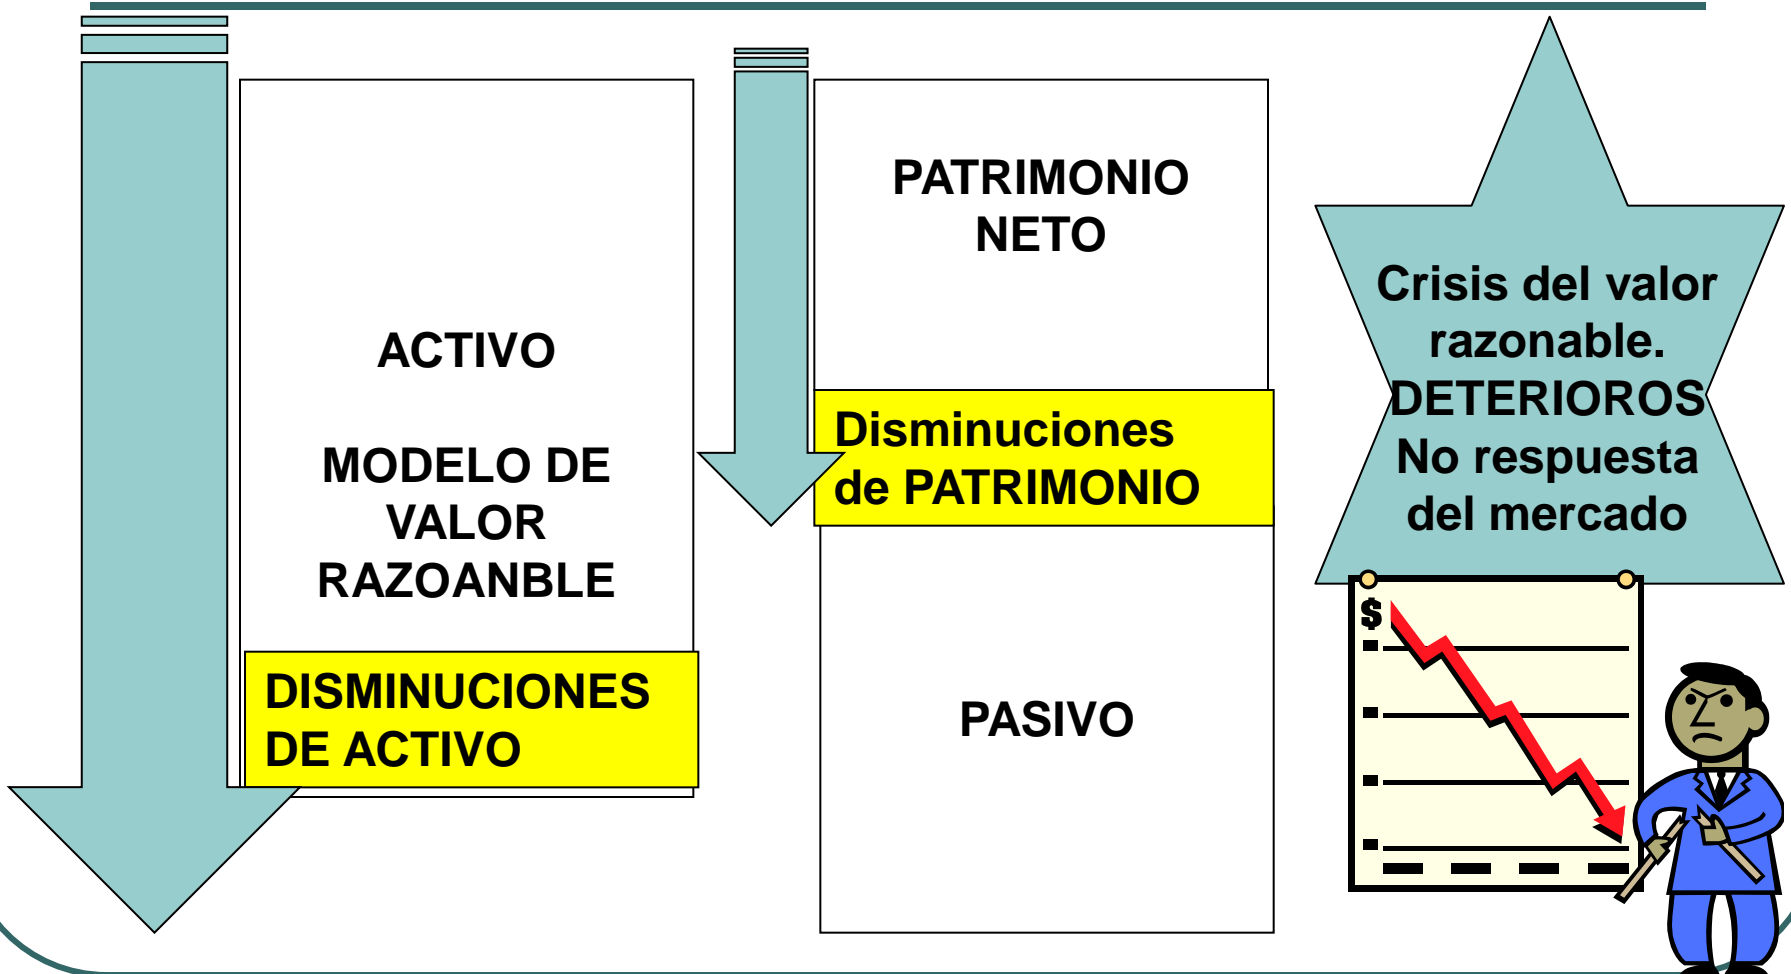 ACTIVO
MODELO DE
VALOR
RAZOANBLE
DISMINUCIONES
DE ACTIVO
PATRIMONIO
NETO
Disminuciones
de PATRIMONIO
PASIVO
Crisis del valor
razonable.
DETERIOROS
No respuesta
del mercado
$